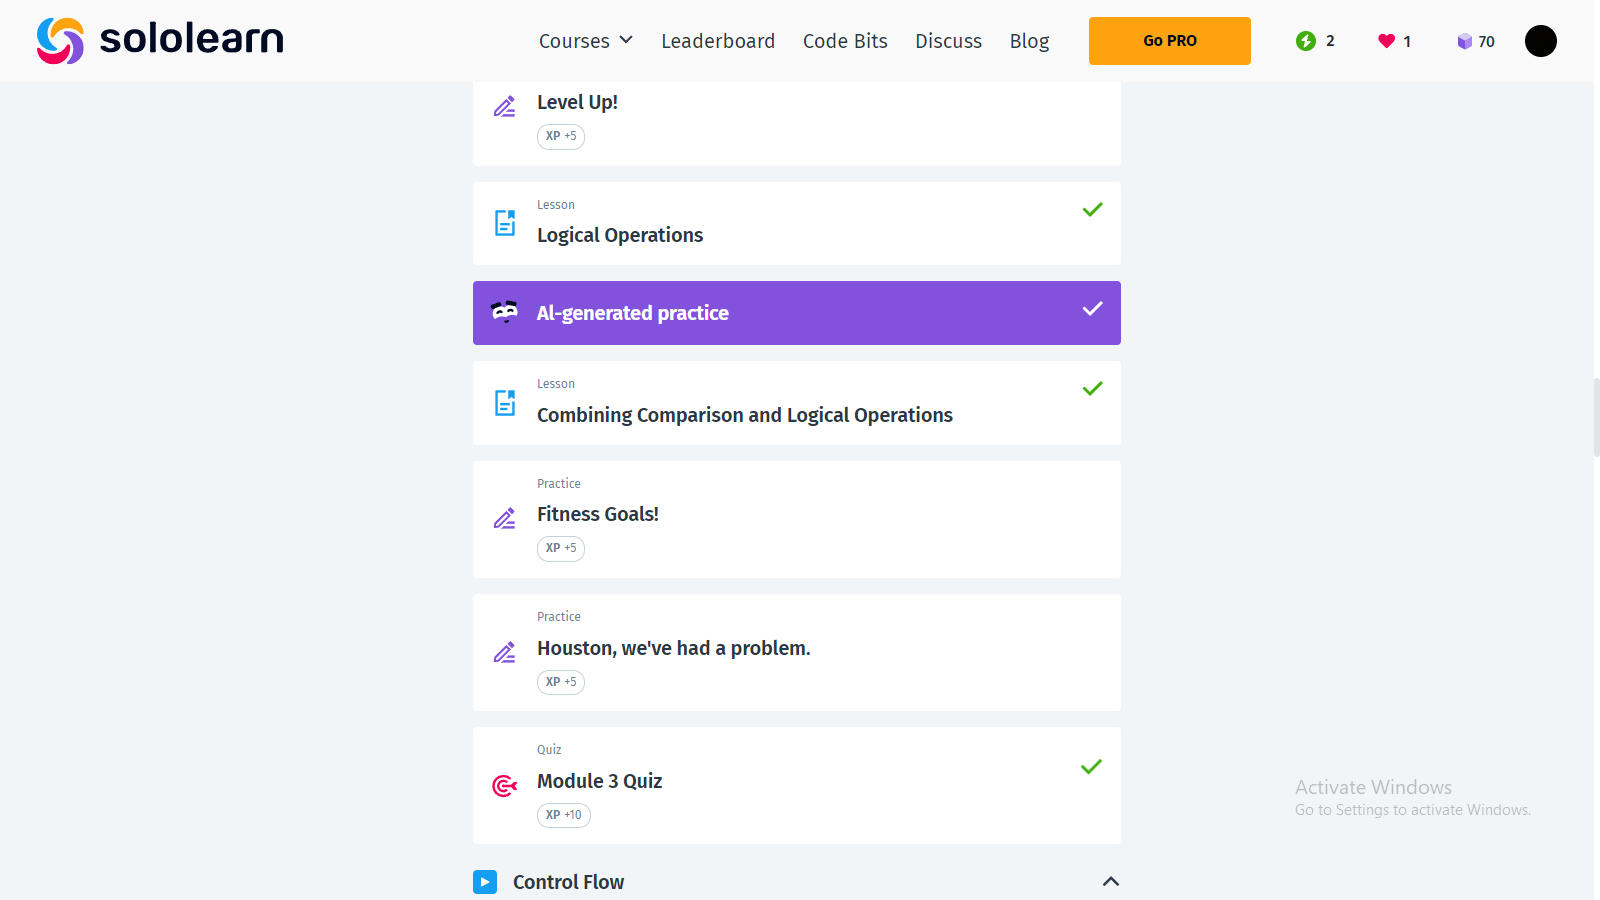 sololearn
Courses
Leaderboard
Code Bits
Discuss
Blog
Go PRO
2
1
70
Level Up!
XP +5
Lesson
Logical Operations
AI-generated practice
Lesson
Combining Comparison and Logical Operations
Practice
Fitness Goals!
XP +5
Practice
Houston, we've had a problem.
XP +5
Quiz
Module 3 Quiz
XP +10
Control Flow
Activate Windows
Go to Settings to activate Windows.